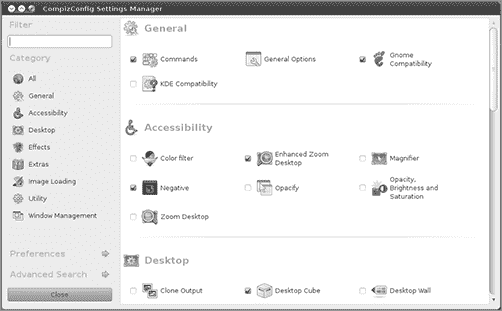 CompizConfig Settings Manager
Filter
Category
All
General
Accessibility
Desktop
Effects
Extras
Image Loading
Utility
Window Management
Preferences
Advanced Search
Close
General
Commands
General Options
Gnome
Compatibility
KDE Compatibility
Accessibility
Color filter
Enhanced Zoom
Desktop
Magnifier
Negative
Opacify
Opacity,
Brightness and
Saturation
Zoom Desktop
Desktop
Clone Output
Desktop Cube
Desktop Wall